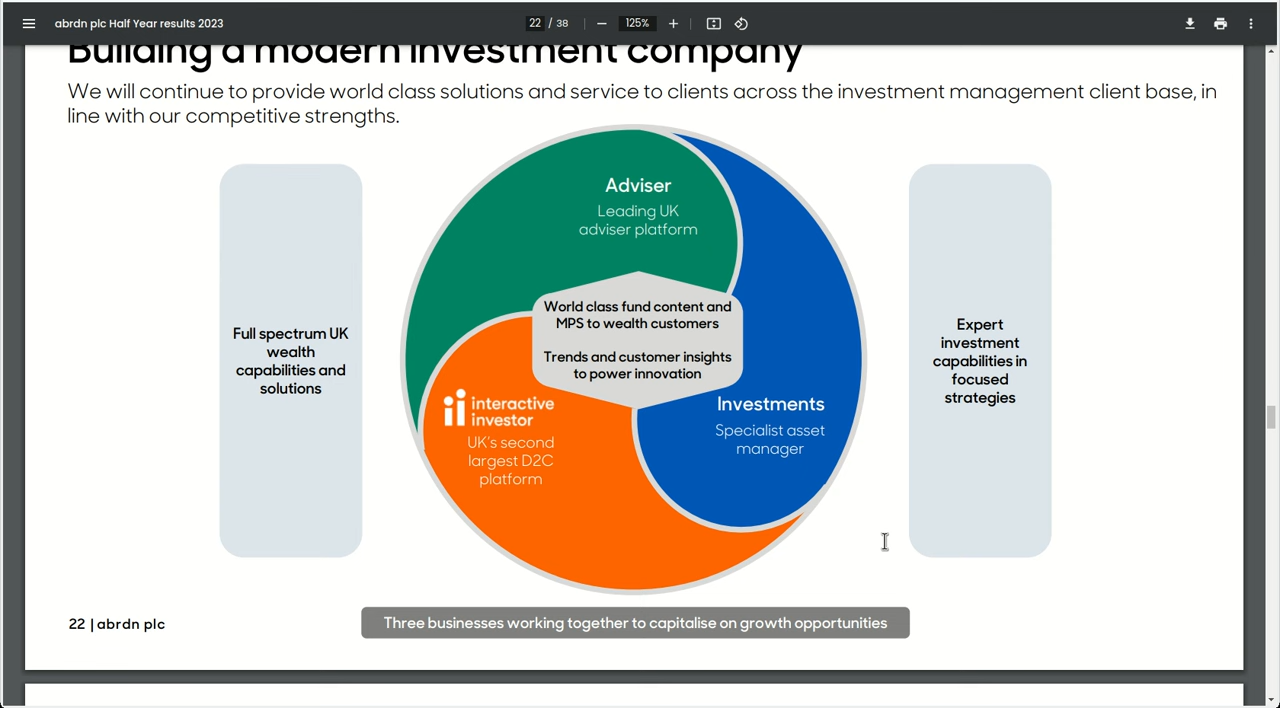 abrdn plc Half Year results 2023
22 / 38
125%
Building a modern investment company
We will continue to provide world class solutions and service to clients across the investment management client base, in
line with our competitive strengths.
Full spectrum UK
wealth
capabilities and
solutions
Adviser
Leading UK
adviser platform
World class fund content and
MPS to wealth customers
Trends and customer insights
to power innovation
interactive
investor
UK's second
largest D2C
platform
Investments
Specialist asset
manager
Expert
investment
capabilities in
focused
strategies
Three businesses working together to capitalise on growth opportunities
22 | abrdn plc